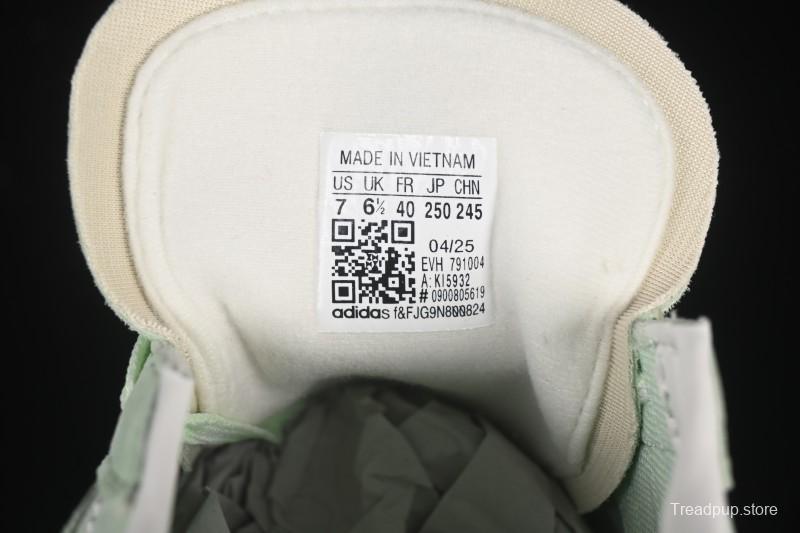 MADE IN VIETNAM
US UK FR JP CHN
7 6½ 40 250 245
04/25
EVH 791004
A: KI5932
# 0900805619
adidas f&FJG9N800824
Treadpup.store